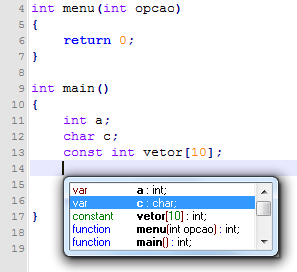 4 int menu(int opcao)
5 {
6 return 0;
7 }
8
9 int main()
10 {
11 int a;
12 char c;
13 const int vetor[10];
14
15
16
17 }
18
19
var a : int;
var c : char;
constant vetor[10] : int;
function menu(int opcao) : int;
function main() : int;